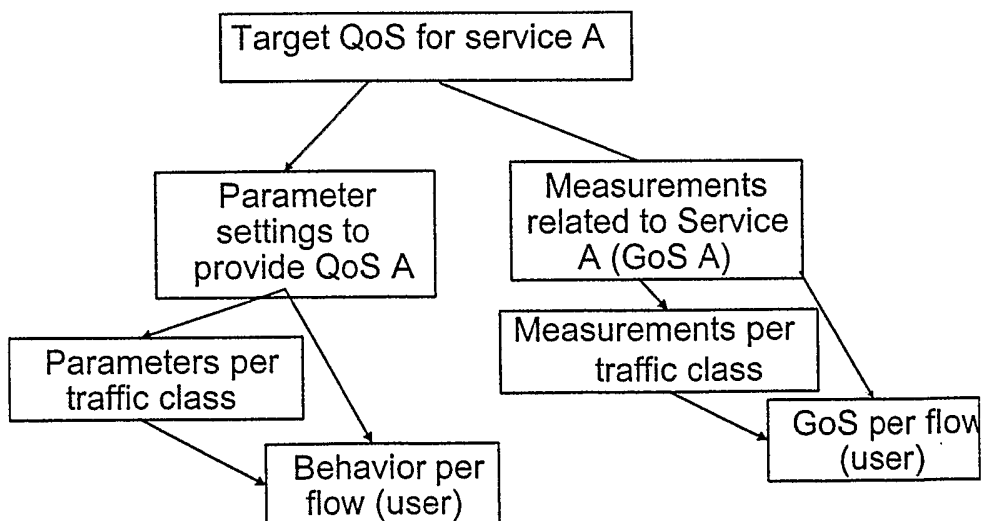 Target QoS for service A
Parameter
settings to
provide QoS A
Measurements
related to Service
A (GoS A)
Parameters per
traffic class
Measurements per
traffic class
Behavior per
flow (user)
GoS per flow
(user)